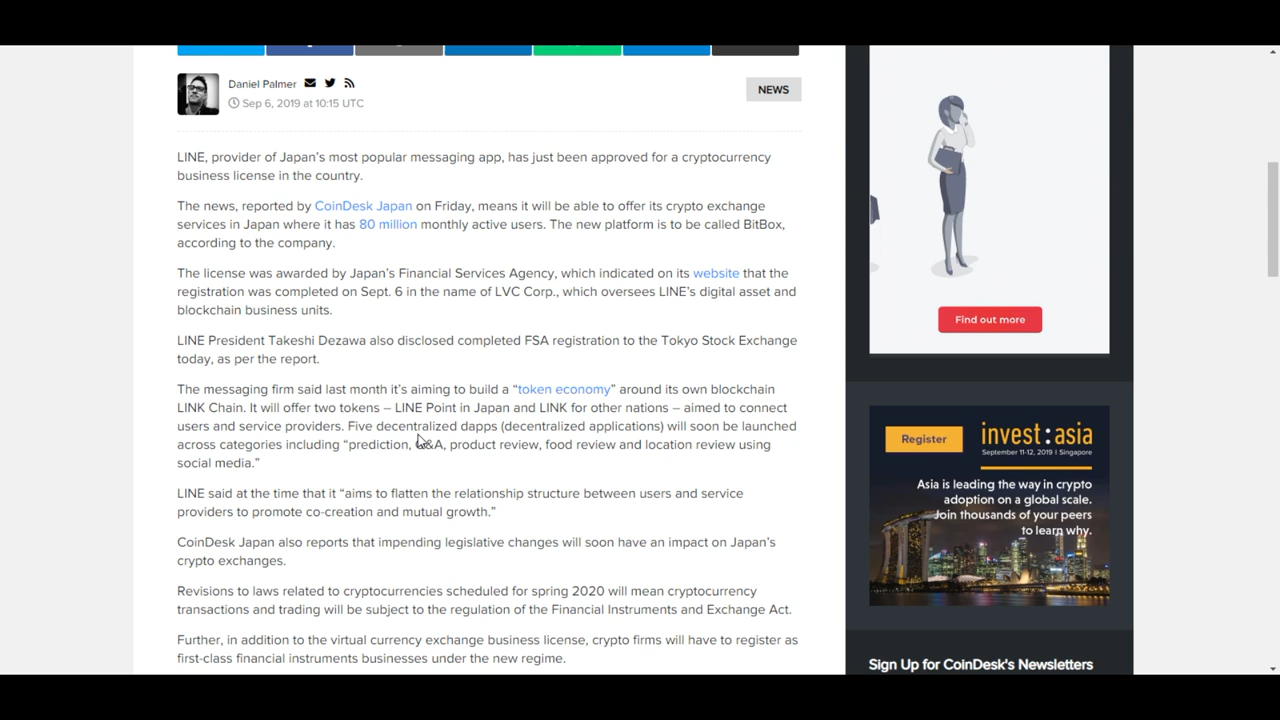 Daniel Palmer
Sep 6, 2019 at 10:15 UTC
NEWS
LINE, provider of Japan's most popular messaging app, has just been approved for a cryptocurrency
business license in the country.
The news, reported by CoinDesk Japan on Friday, means it will be able to offer its crypto exchange
services in Japan where it has 80 million monthly active users. The new platform is to be called BitBox,
according to the company.
The license was awarded by Japan's Financial Services Agency, which indicated on its website that the
registration was completed on Sept. 6 in the name of LVC Corp., which oversees LINE's digital asset and
blockchain business units.
LINE President Takeshi Dezawa also disclosed completed FSA registration to the Tokyo Stock Exchange
today, as per the report.
The messaging firm said last month it's aiming to build a “token economy” around its own blockchain
LINK Chain. It will offer two tokens – LINE Point in Japan and LINK for other nations – aimed to connect
users and service providers. Five decentralized dapps (decentralized applications) will soon be launched
across categories including “prediction, Q&A, product review, food review and location review using
social media.”
LINE said at the time that it “aims to flatten the relationship structure between users and service
providers to promote co-creation and mutual growth.”
CoinDesk Japan also reports that impending legislative changes will soon have an impact on Japan's
crypto exchanges.
Revisions to laws related to cryptocurrencies scheduled for spring 2020 will mean cryptocurrency
transactions and trading will be subject to the regulation of the Financial Instruments and Exchange Act.
Further, in addition to the virtual currency exchange business license, crypto firms will have to register as
first-class financial instruments businesses under the new regime.
Find out more
Register
invest:asia
September 11-12, 2019 | Singapore
Asia is leading the way in crypto
adoption on a global scale.
Join thousands of your peers
to learn why.
Sign Up for CoinDesk's Newsletters